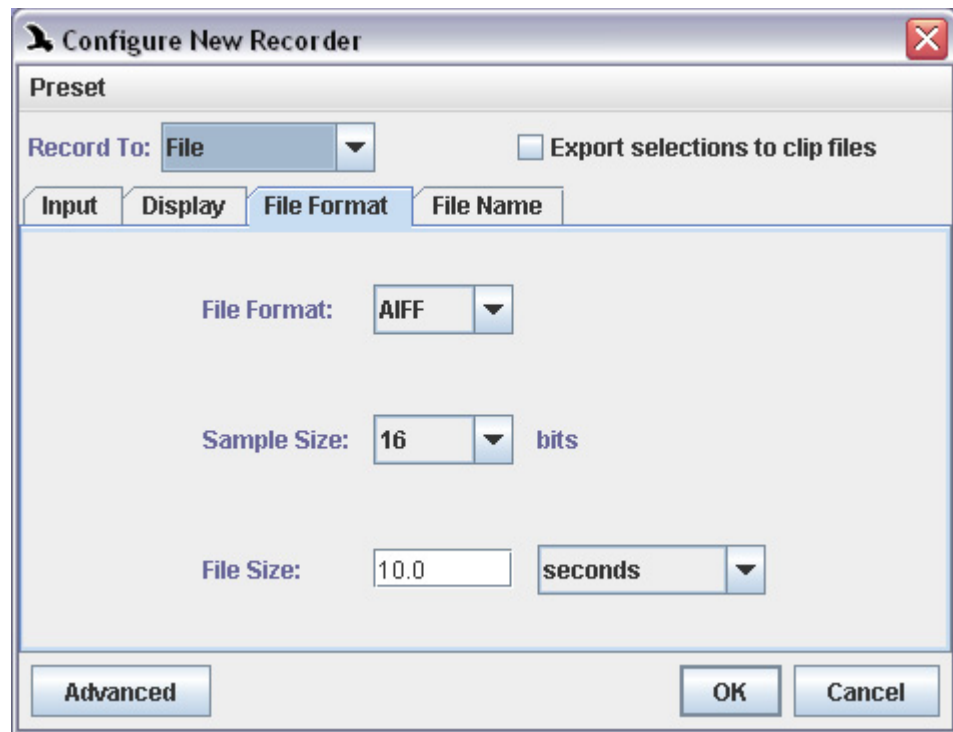 Configure New Recorder
Preset
Record To: File Export selections to clip files
Input Display File Format File Name
File Format: AIFF
Sample Size: 16 bits
File Size: 10.0 seconds
Advanced OK Cancel